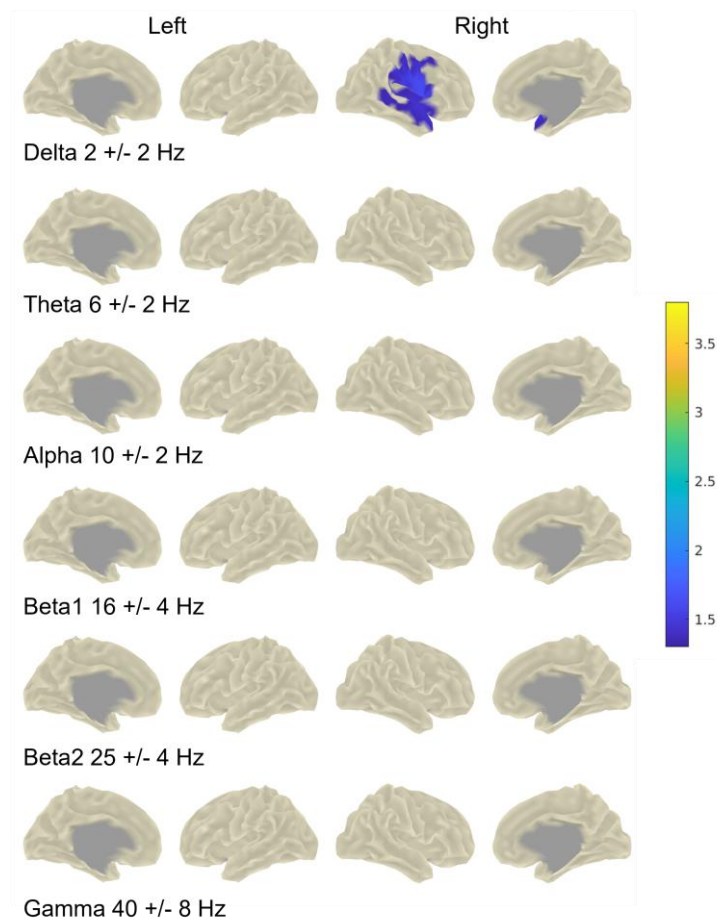 Left Right
Delta 2 +/- 2 Hz
Theta 6 +/- 2 Hz
3.5
3
Alpha 10 +/- 2 Hz
2.5
2
Beta1 16 +/- 4 Hz
1.5
Beta2 25 +/- 4 Hz
Gamma 40 +/- 8 Hz